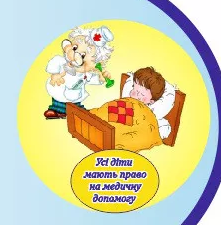 Усі діти
мають право
на медичну
допомогу